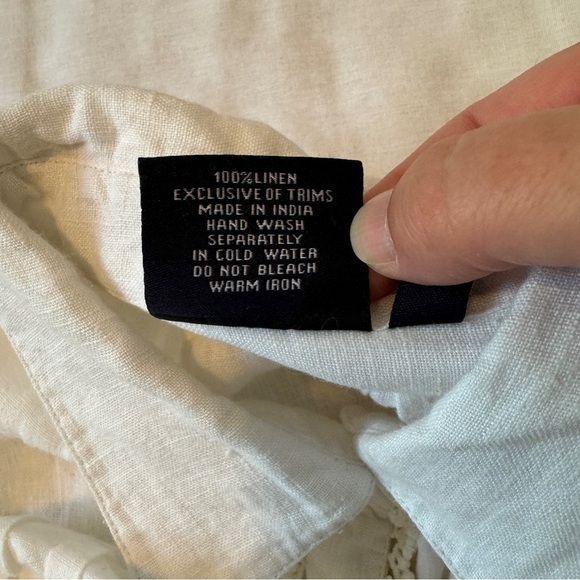 100%LINEN
EXCLUSIVE OF TRIMS
MADE IN INDIA
HAND WASH
SEPARATELY
IN COLD WATER
DO NOT BLEACH
WARM IRON